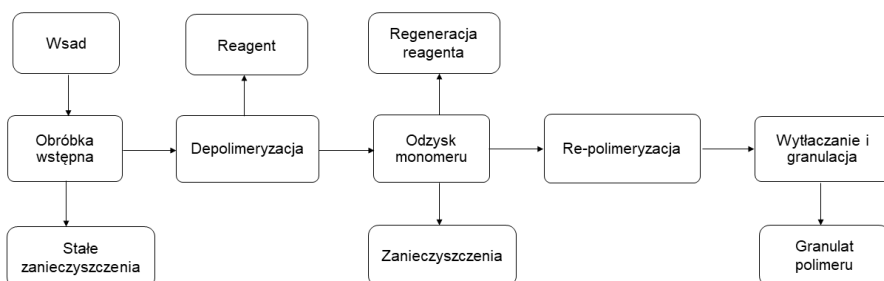 Wsad
Reagent
Regeneracja
reagenta
Obróbka
wstępna
Depolimeryzacja
Odzysk
monomeru
Re-polimeryzacja
Wytłaczanie i
granulacja
Stałe
zanieczyszczenia
Zanieczyszczenia
Granulat
polimeru